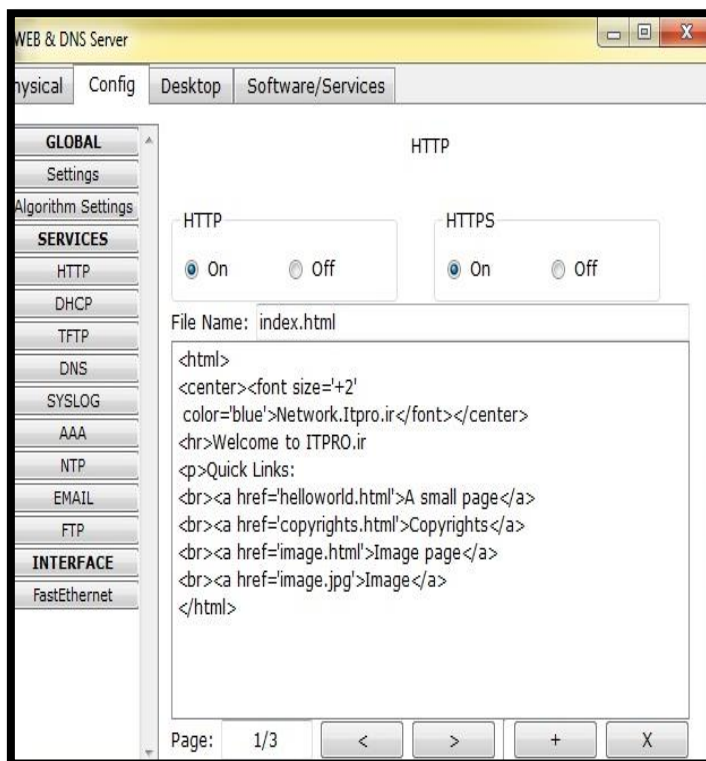 WEB & DNS Server
hysical Config Desktop Software/Services
GLOBAL
Settings
Algorithm Settings
SERVICES
HTTP
DHCP
TFTP
DNS
SYSLOG
AAA
NTP
EMAIL
FTP
INTERFACE
FastEthernet
HTTP
HTTP
On Off
HTTPS
On Off
File Name: index.html
<html>
<center><font size='+2'
color='blue'>Network.Itpro.ir</font></center>
<hr>Welcome to ITPRO.ir
<p>Quick Links:
<br><a href='helloworld.html'>A small page</a>
<br><a href='copyrights.html'>Copyrights</a>
<br><a href='image.html'>Image page</a>
<br><a href='image.jpg'>Image</a>
</html>
Page: 1/3 < > + X